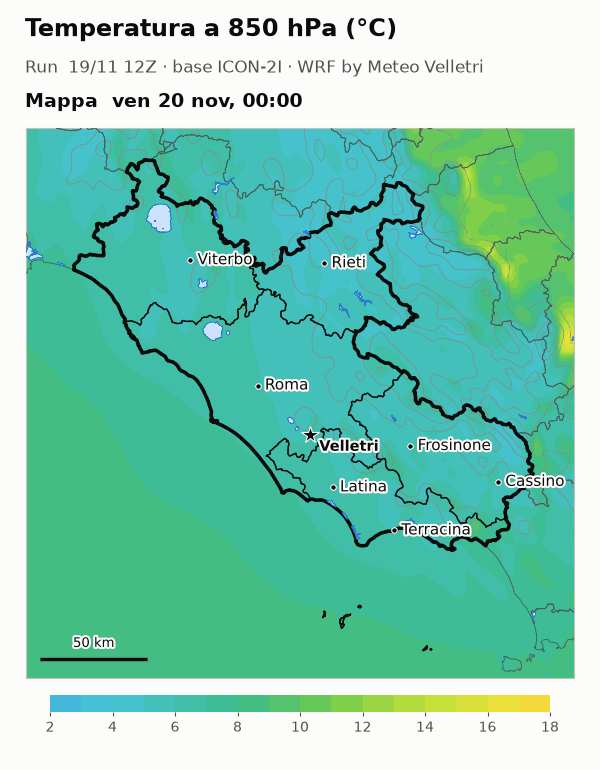 Temperatura a 850 hPa (°C)
Run  19/11 12Z · base ICON-2I · WRF by Meteo Velletri
Mappa  ven 20 nov, 00:00
Viterbo
Rieti
Roma
Velletri
Frosinone
Cassino
Latina
Terracina
50 km
2 4 6 8 10 12 14 16 18